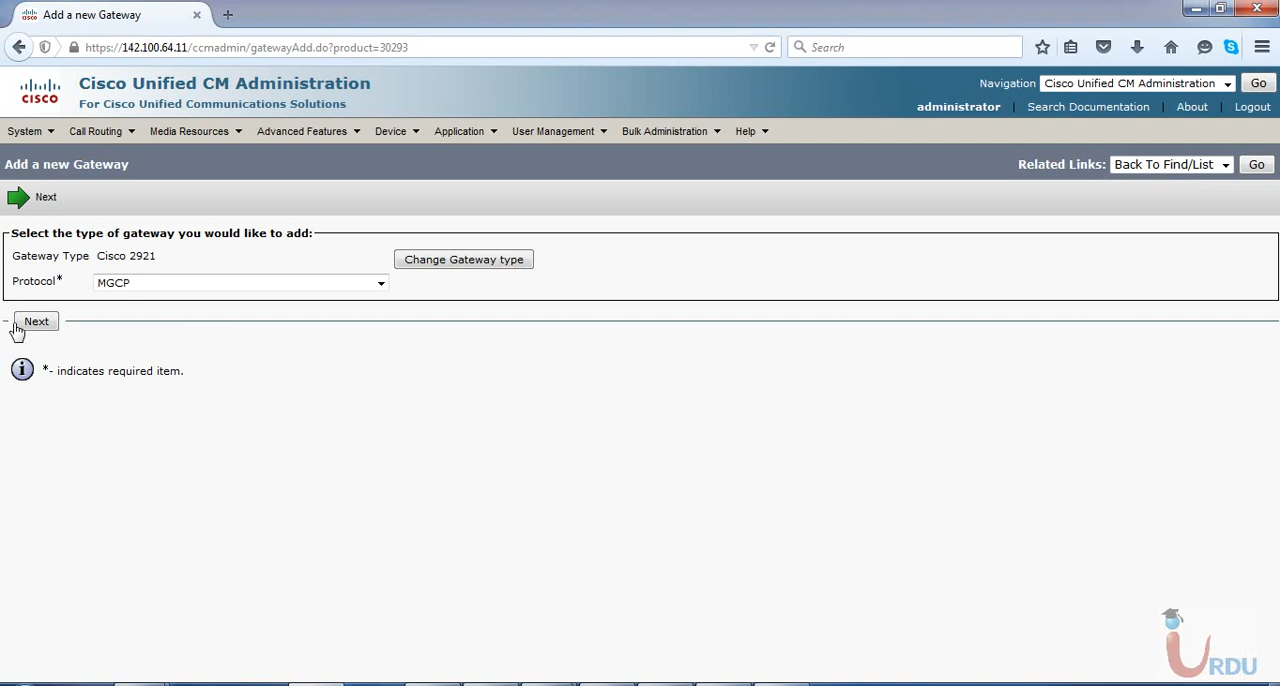 Add a new Gateway
https://142.100.64.11/ccmadmin/gatewayAdd.do?product=30293
Search
CISCO
Cisco Unified CM Administration
For Cisco Unified Communications Solutions
Navigation Cisco Unified CM Administration Go
administrator | Search Documentation | About | Logout
System Call Routing Media Resources Advanced Features Device Application User Management Bulk Administration Help
Add a new Gateway
Related Links: Back To Find/List Go
Next
Select the type of gateway you would like to add:
Gateway Type Cisco 2921 Change Gateway type
Protocol* MGCP
Next
*- indicates required item.
URDU